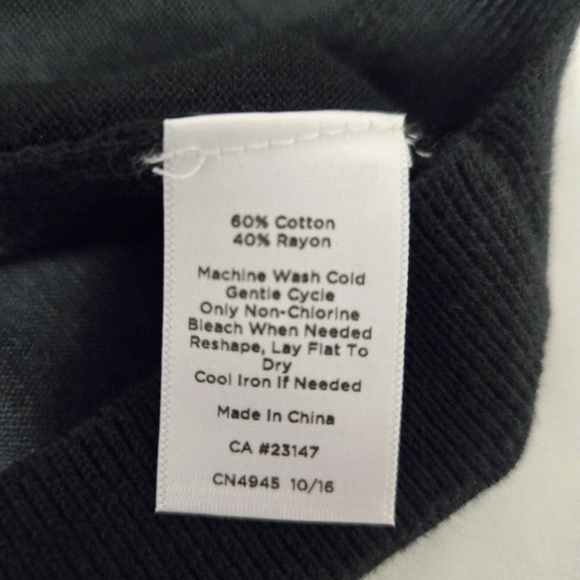 60% Cotton
40% Rayon
Machine Wash Cold
Gentle Cycle
Only Non-Chlorine
Bleach When Needed
Reshape, Lay Flat To
Dry
Cool Iron If Needed
Made In China
CA #23147
CN4945 10/16